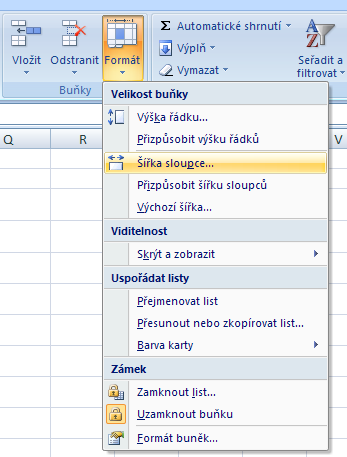 Vložit
Odstranit
Formát
Buňky
Automatické shrnutí
Výplň
Vymazat
Seřadit a
filtrovat
Q
R
V
Velikost buňky
Výška řádku...
Přizpůsobit výšku řádků
Šířka sloupce...
Přizpůsobit šířku sloupců
Výchozí šířka...
Viditelnost
Skrýt a zobrazit
Uspořádat listy
Přejmenovat list
Přesunout nebo zkopírovat list...
Barva karty
Zámek
Zamknout list...
Uzamknout buňku
Formát buněk...